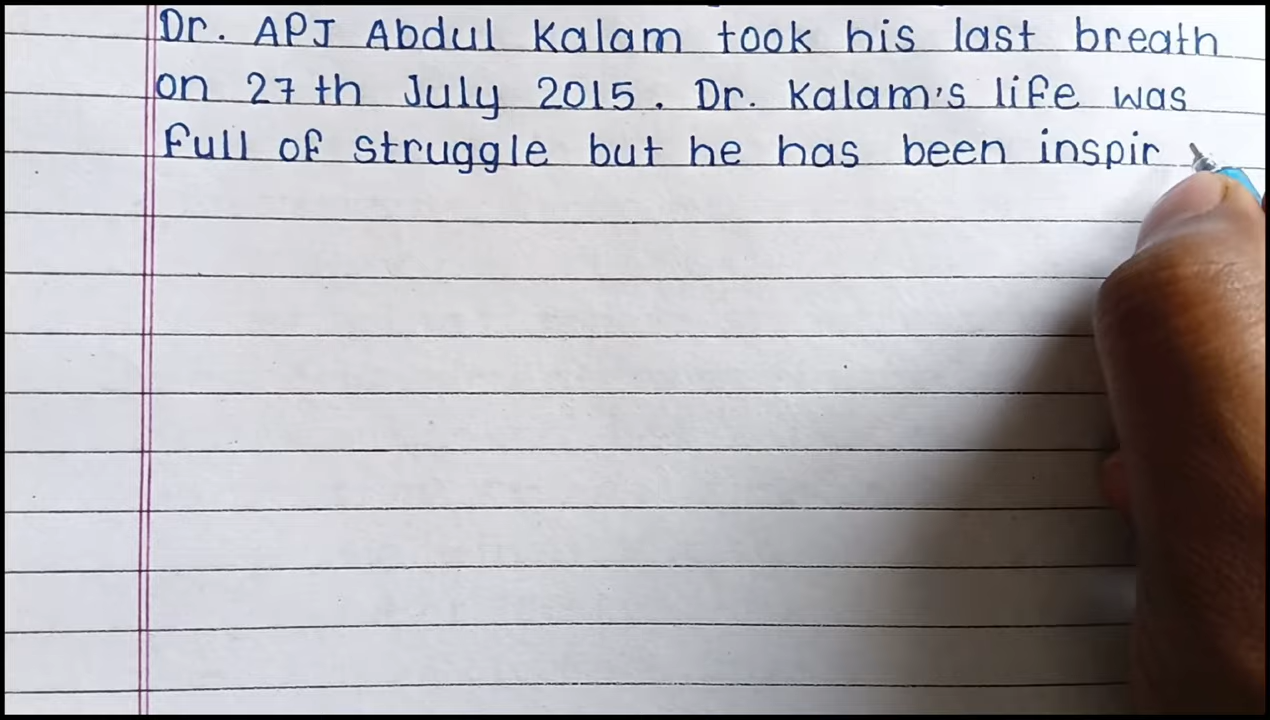 Dr. APJ Abdul Kalam took his last breath
on 27th July 2015. Dr. Kalam's life was
full of struggle but he has been inspir